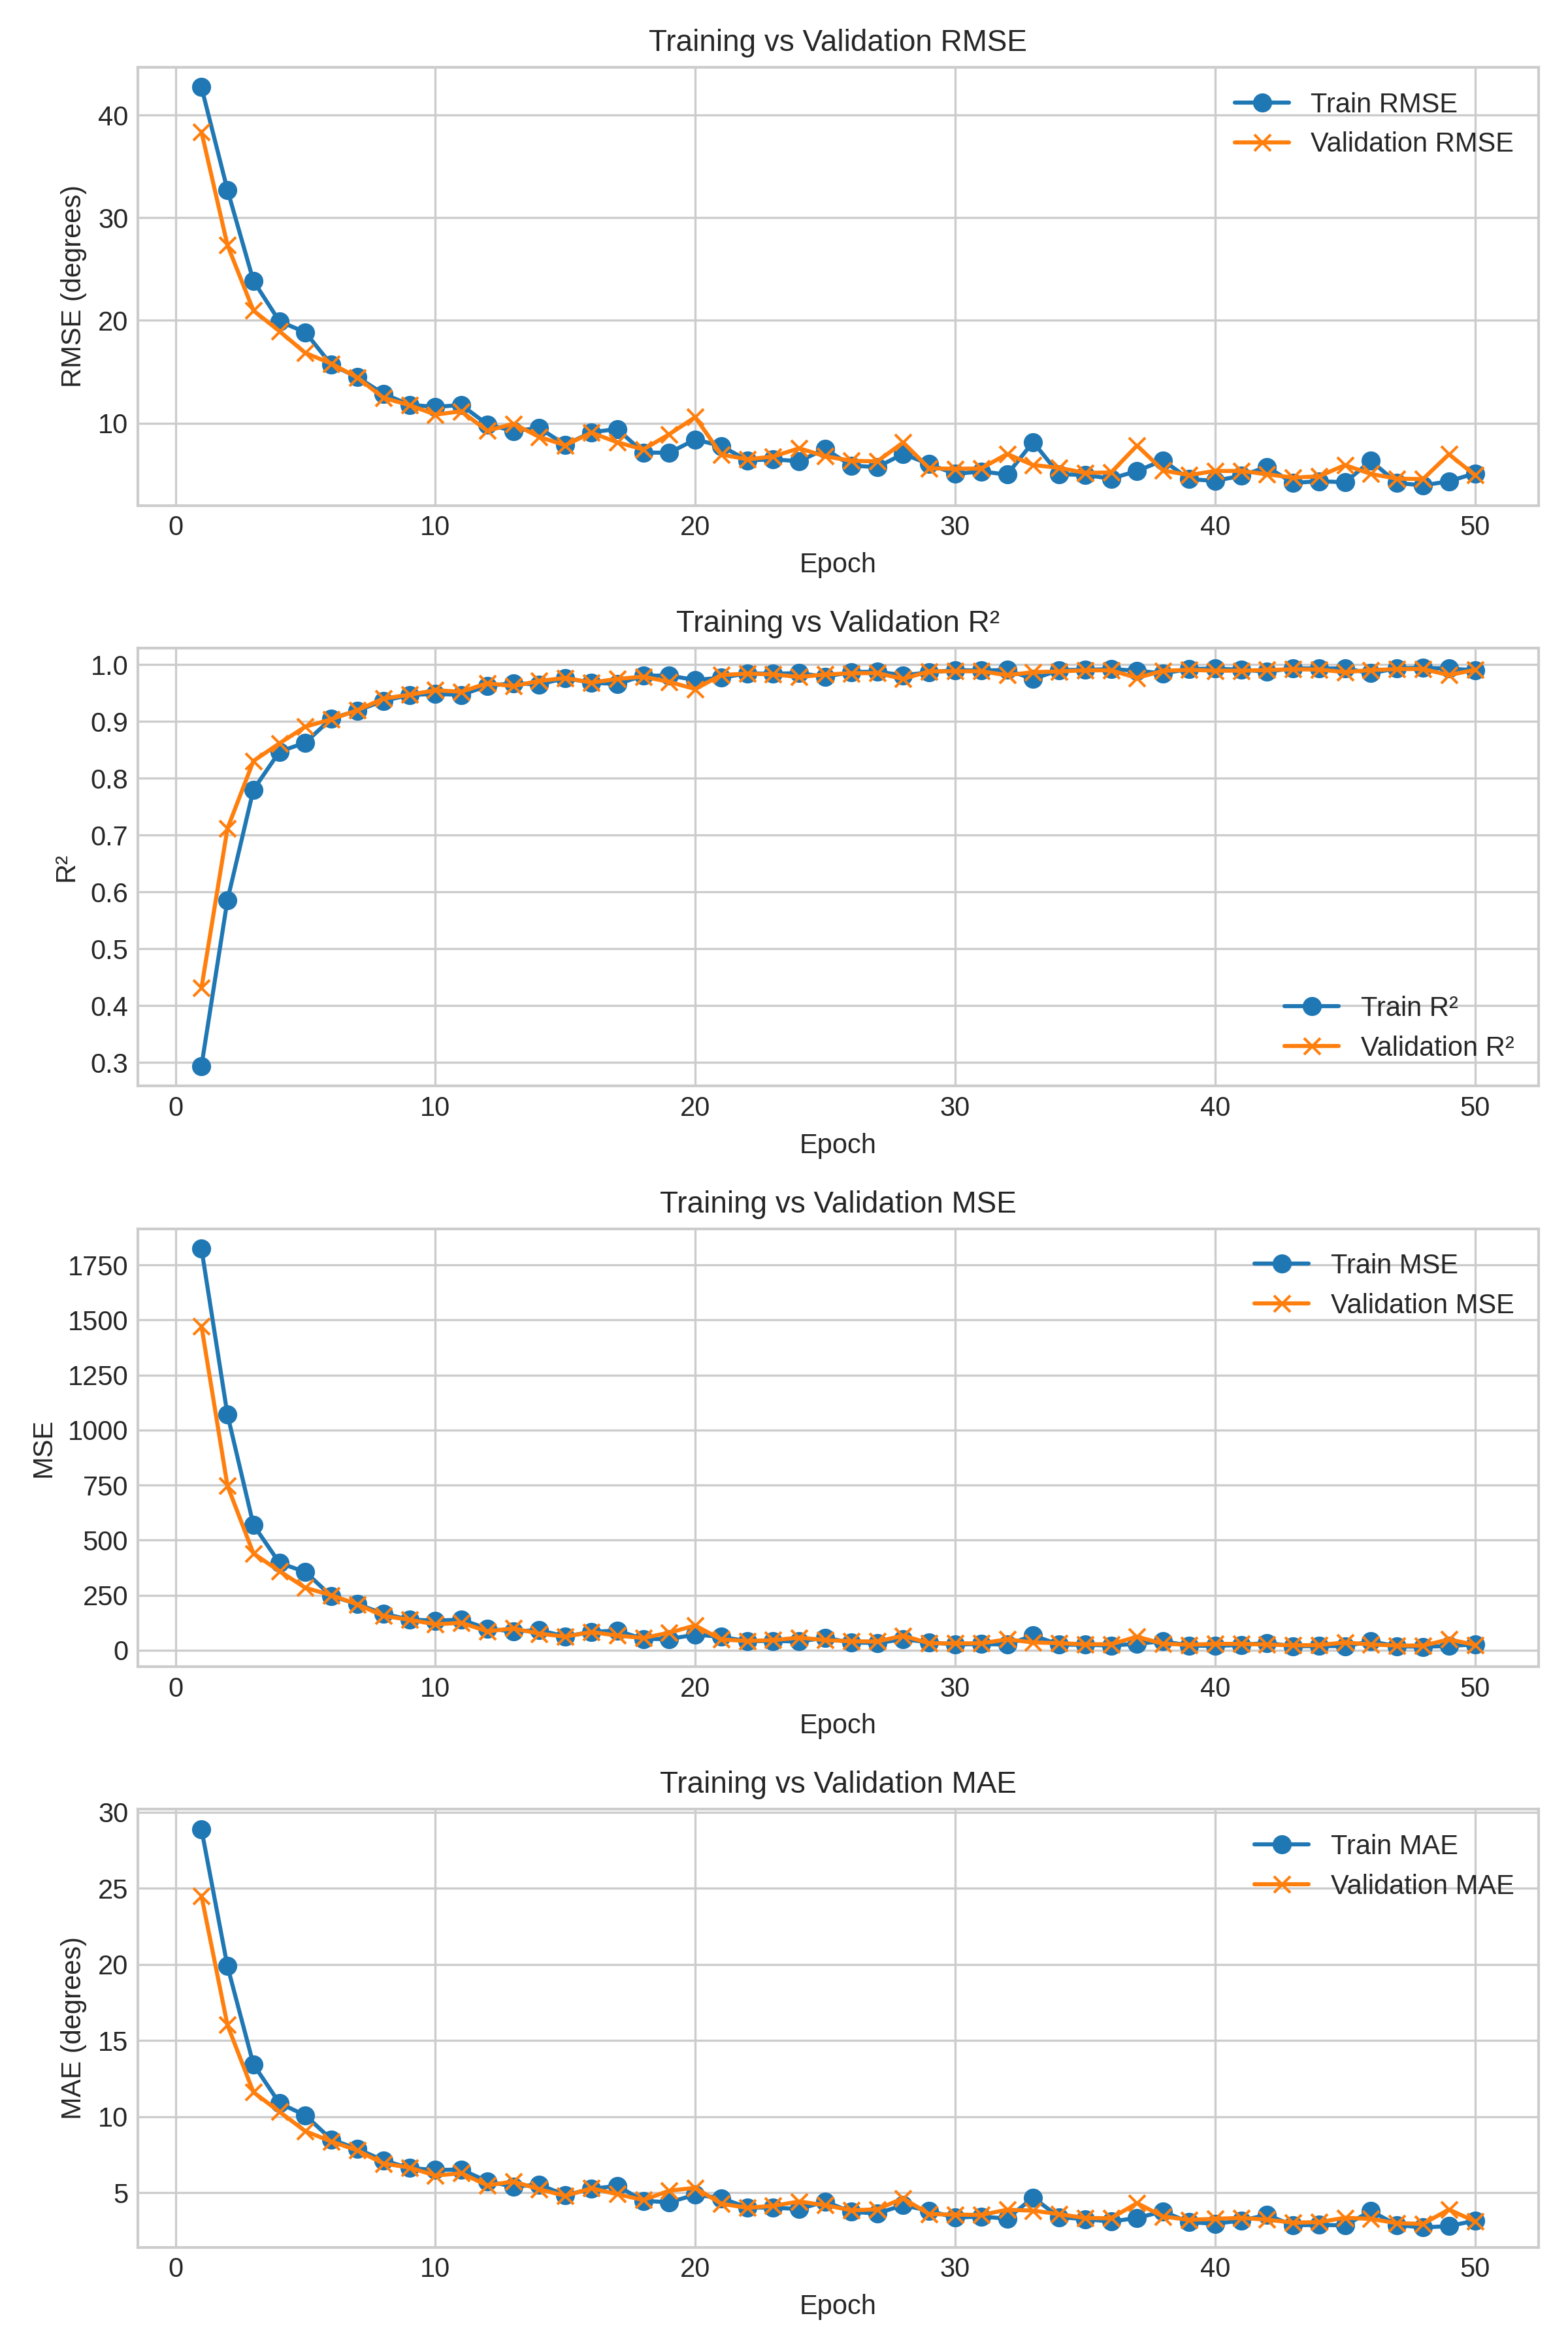 Training vs Validation RMSE
40
30
20
10
RMSE (degrees)
Train RMSE
Validation RMSE
0 10 20 30 40 50
Epoch
Training vs Validation R²
1.0
0.9
0.8
0.7
0.6
0.5
0.4
0.3
R²
Train R²
Validation R²
0 10 20 30 40 50
Epoch
Training vs Validation MSE
1750
1500
1250
1000
750
500
250
0
MSE
Train MSE
Validation MSE
0 10 20 30 40 50
Epoch
Training vs Validation MAE
30
25
20
15
10
5
MAE (degrees)
Train MAE
Validation MAE
0 10 20 30 40 50
Epoch